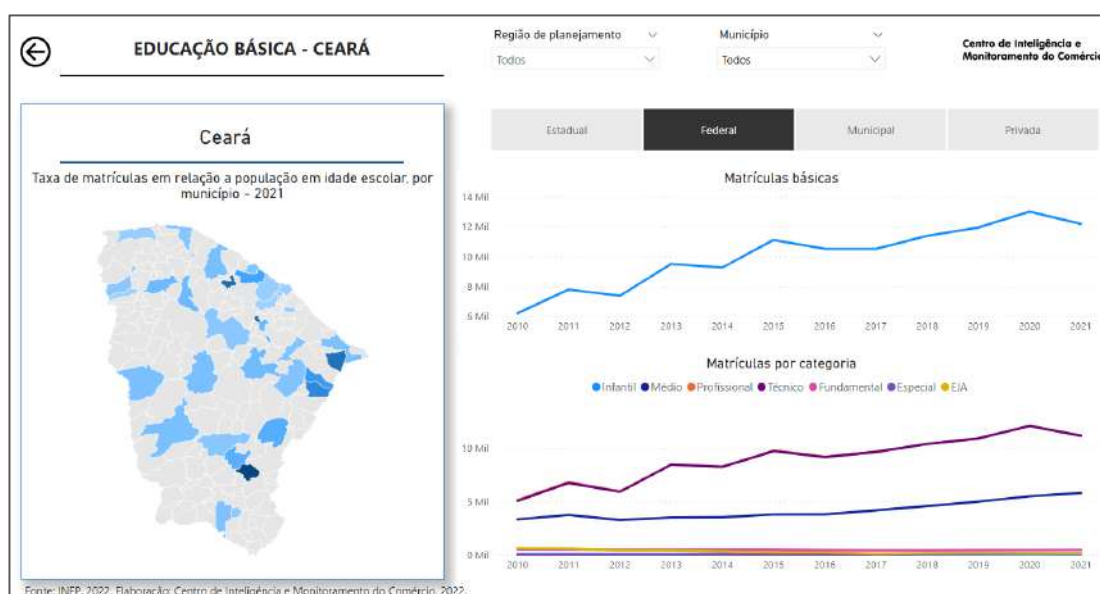 EDUCAÇÃO BÁSICA - CEARÁ
Região de planejamento
Todos
Município
Todos
Centro de Inteligência e
Monitoramento do Comércio
Ceará
Taxa de matrículas em relação a população em idade escolar, por
município - 2021
Estadual
Federal
Municipal
Privada
Matrículas básicas
14 Mil
12 Mil
10 Mil
8 Mil
6 Mil
2010 2011 2012 2013 2014 2015 2016 2017 2018 2019 2020 2021
Matrículas por categoria
Infantil Médio Profissional Técnico Fundamental Especial EJA
10 Mil
5 Mil
0 Mil
2010 2011 2012 2013 2014 2015 2016 2017 2018 2019 2020 2021
Fonte: INEP, 2022. Elaboração: Centro de Inteligência e Monitoramento do Comércio, 2022.